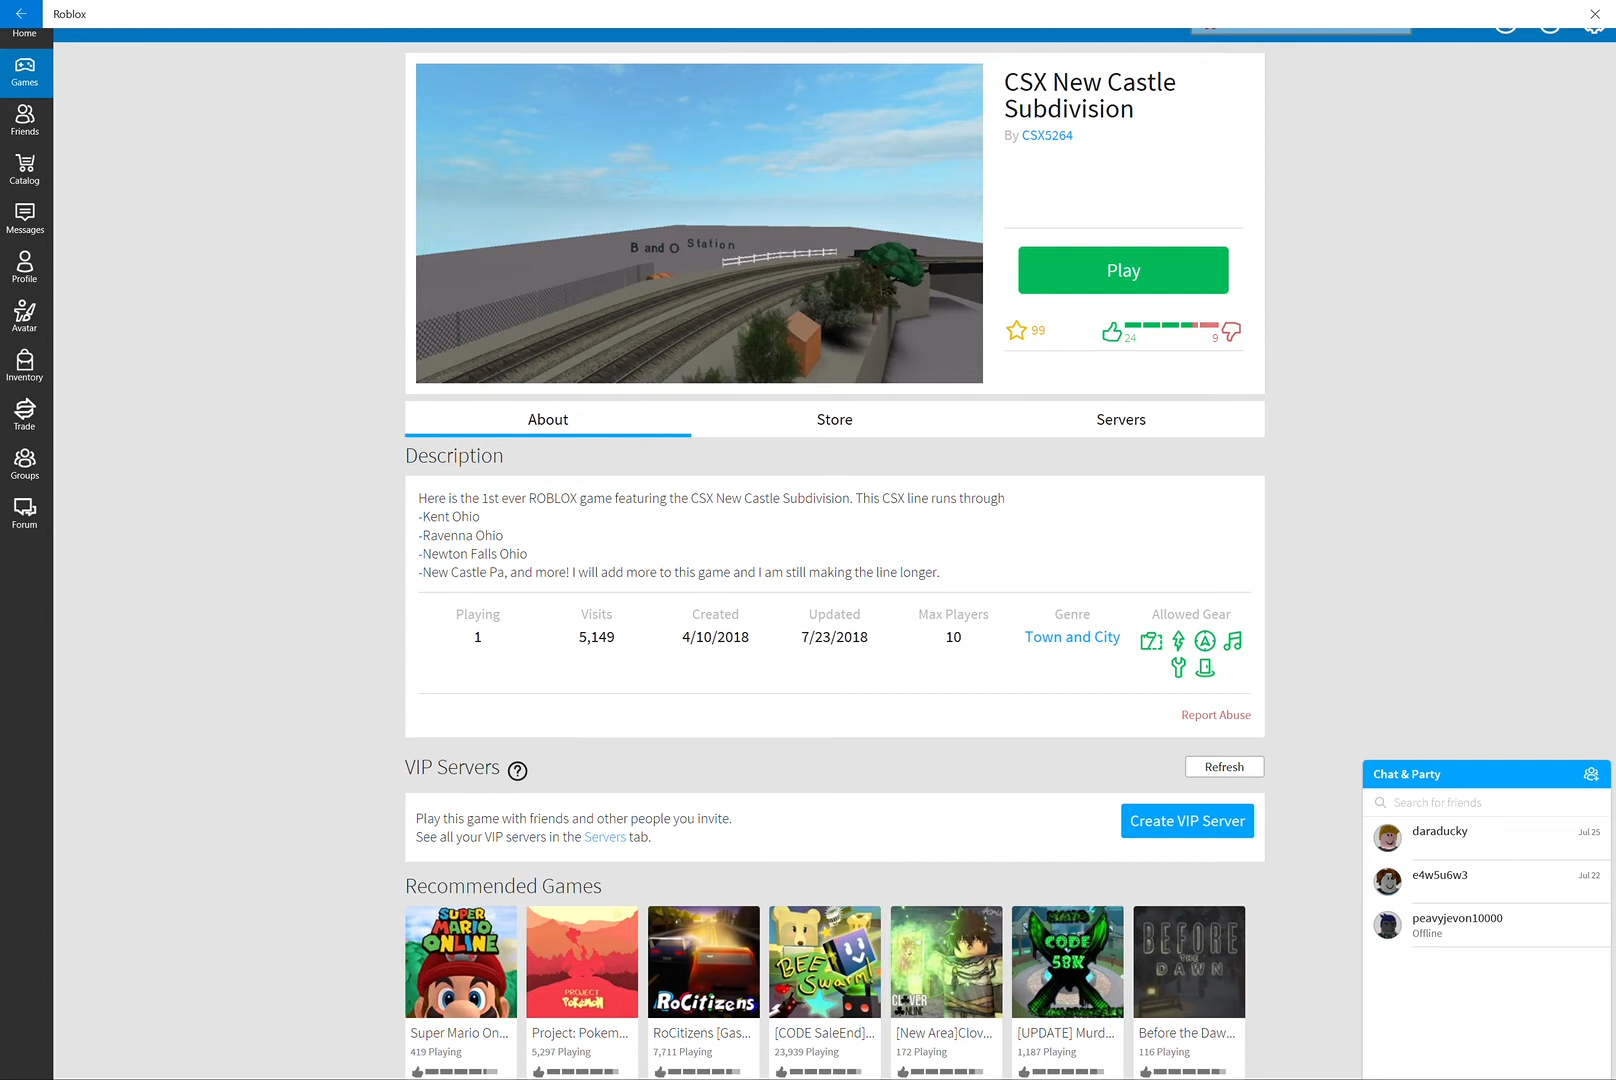 Roblox
Home
Games
Friends
Catalog
Messages
Profile
Avatar
Inventory
Trade
Groups
Forum
B and O Station
CSX New Castle
Subdivision
By CSX5264
Play
99
24
9
About
Store
Servers
Description
Here is the 1st ever ROBLOX game featuring the CSX New Castle Subdivision. This CSX line runs through
-Kent Ohio
-Ravenna Ohio
-Newton Falls Ohio
-New Castle Pa, and more! I will add more to this game and I am still making the line longer.
Playing Visits Created Updated Max Players Genre Allowed Gear
1 5,149 4/10/2018 7/23/2018 10 Town and City
Report Abuse
VIP Servers ?
Refresh
Play this game with friends and other people you invite.
See all your VIP servers in the Servers tab.
Create VIP Server
Recommended Games
SUPER
MARIO
ONLINE
PROJECT
POKEMON
RoCitizens
BEE
Swarm
CLOVER
ONLINE
CODE
58K
BEFORE
THE
DAWN
Super Mario On...
Project: Pokem...
RoCitizens [Gas...
[CODE SaleEnd]...
[New Area]Clov...
[UPDATE] Murd...
Before the Daw...
419 Playing
5,297 Playing
7,711 Playing
23,939 Playing
172 Playing
1,187 Playing
116 Playing
Chat & Party
Search for friends
daraducky Jul 25
e4w5u6w3 Jul 22
peavyjevon10000
Offline